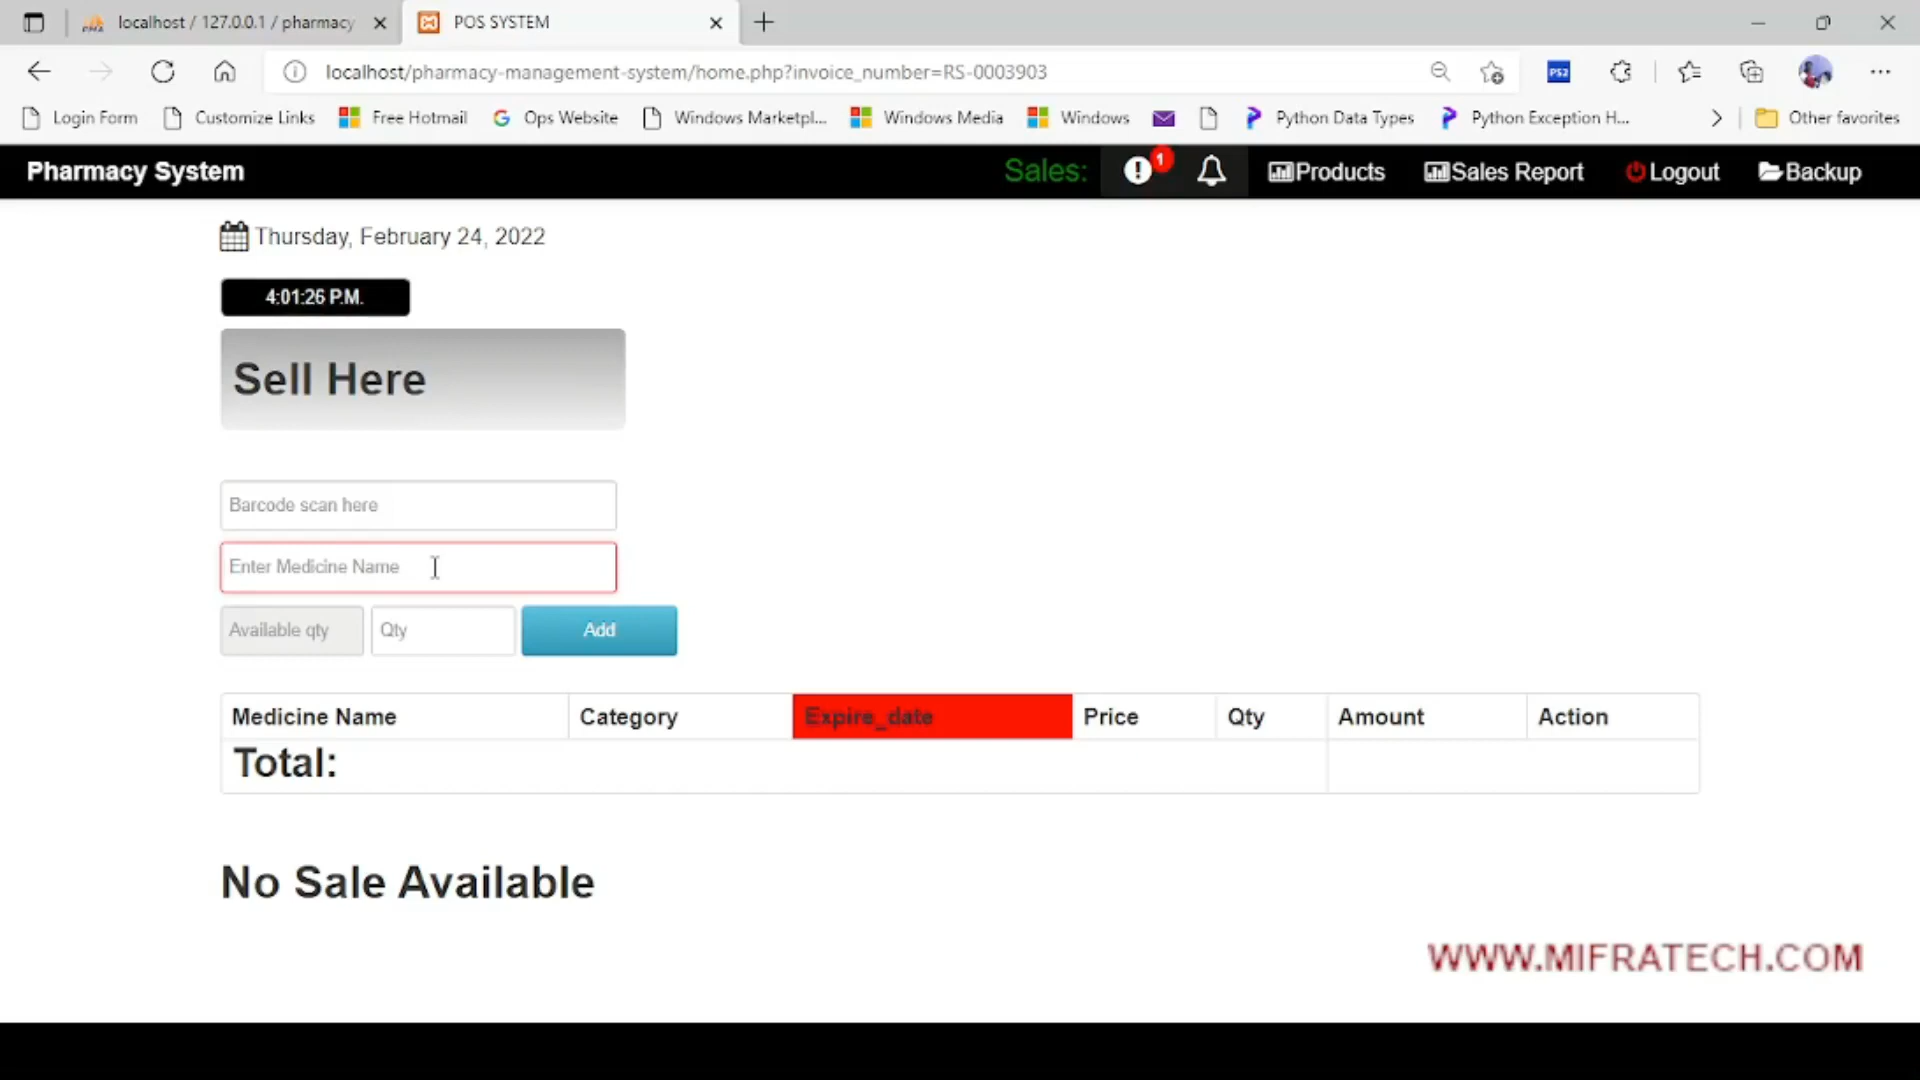 localhost / 127.0.0.1 / pharmacy
POS SYSTEM
localhost/pharmacy-management-system/home.php?invoice_number=RS-0003903
PS2
Login Form
Customize Links
Free Hotmail
Ops Website
Windows Marketpl...
Windows Media
Windows
Python Data Types
Python Exception H...
Other favorites
Pharmacy System
Sales:
1
Products
Sales Report
Logout
Backup
Thursday, February 24, 2022
4:01:26 P.M.
Sell Here
Barcode scan here
Enter Medicine Name
Available qty
Qty
Add
Medicine Name
Category
Expire_date
Price
Qty
Amount
Action
Total:
No Sale Available
WWW.MIFRATECH.COM